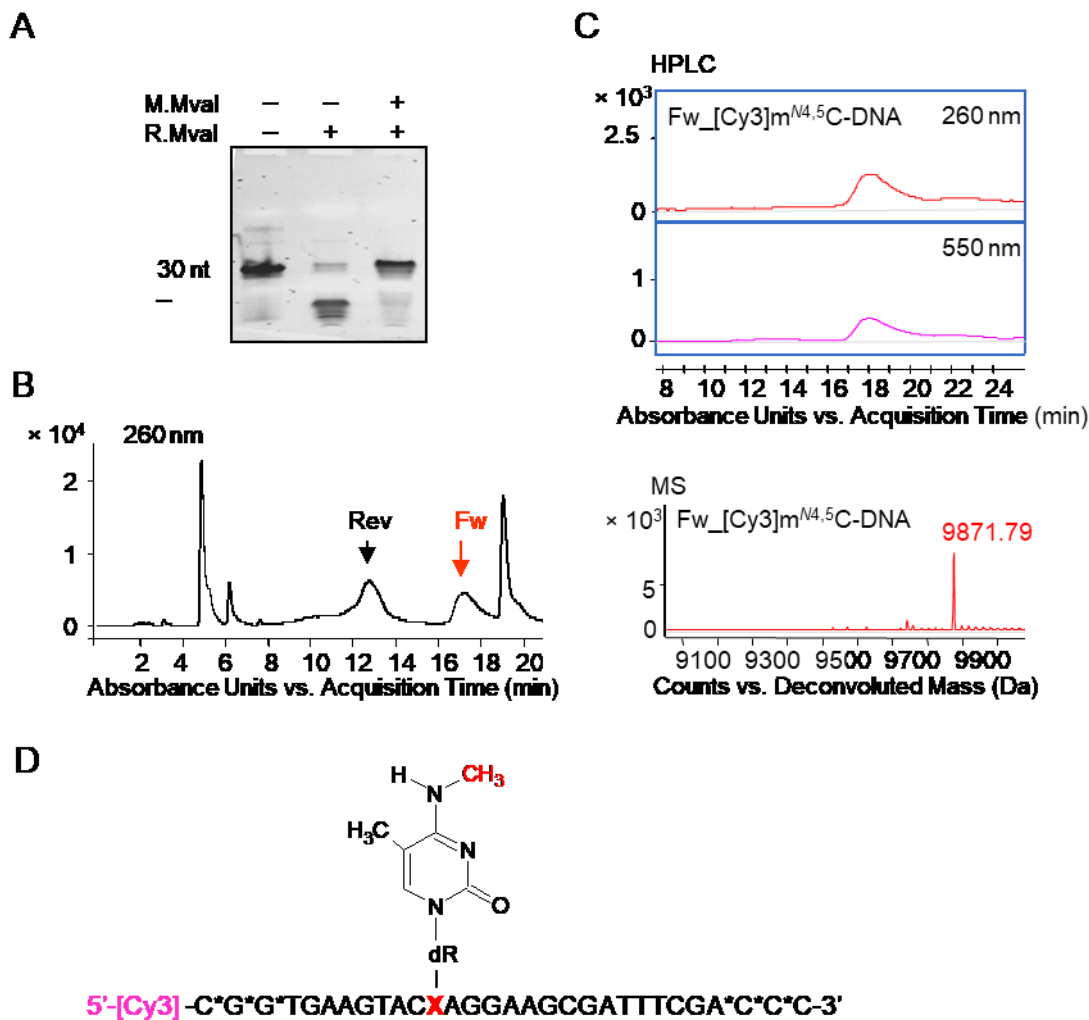 A
M.MvaI – – +
R.MvaI – + +
30 nt
–
B
× 10⁴
260 nm
2
1
0
Rev
Fw
2 4 6 8 10 12 14 16 18 20
Absorbance Units vs. Acquisition Time (min)
C
HPLC
× 10³
Fw_[Cy3]mᴺ⁴,⁵C-DNA 260 nm
2.5
0
550 nm
1
0
8 10 12 14 16 18 20 22 24
Absorbance Units vs. Acquisition Time (min)
MS
× 10³
Fw_[Cy3]mᴺ⁴,⁵C-DNA
9871.79
5
0
9100 9300 9500 9700 9900
Counts vs. Deconvoluted Mass (Da)
D
H CH₃
N
H₃C
N
N O
dR
5'-[Cy3] -C*G*G*TGAAGTACXAGGAAGCGATTTCGA*C*C*C-3'